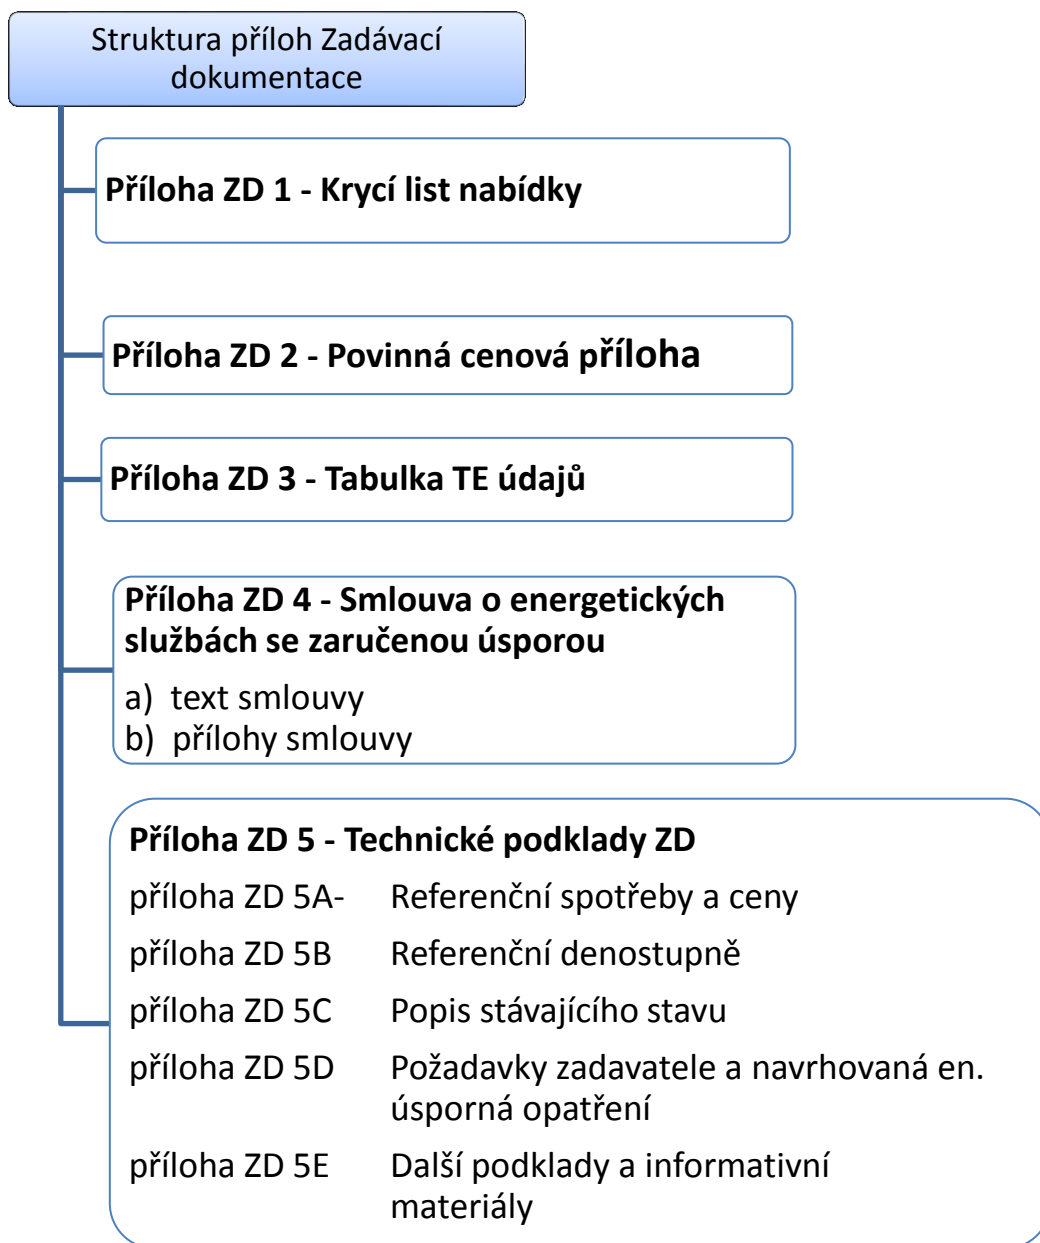 Struktura příloh Zadávací
dokumentace
Příloha ZD 1 - Krycí list nabídky
Příloha ZD 2 - Povinná cenová příloha
Příloha ZD 3 - Tabulka TE údajů
Příloha ZD 4 - Smlouva o energetických
službách se zaručenou úsporou
a) text smlouvy
b) přílohy smlouvy
Příloha ZD 5 - Technické podklady ZD
příloha ZD 5A- Referenční spotřeby a ceny
příloha ZD 5B Referenční denostupně
příloha ZD 5C Popis stávajícího stavu
příloha ZD 5D Požadavky zadavatele a navrhovaná en.
úsporná opatření
příloha ZD 5E Další podklady a informativní
materiály